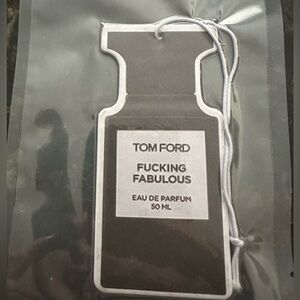 TOM FORD
FUCKING
FABULOUS
EAU DE PARFUM
50 ML